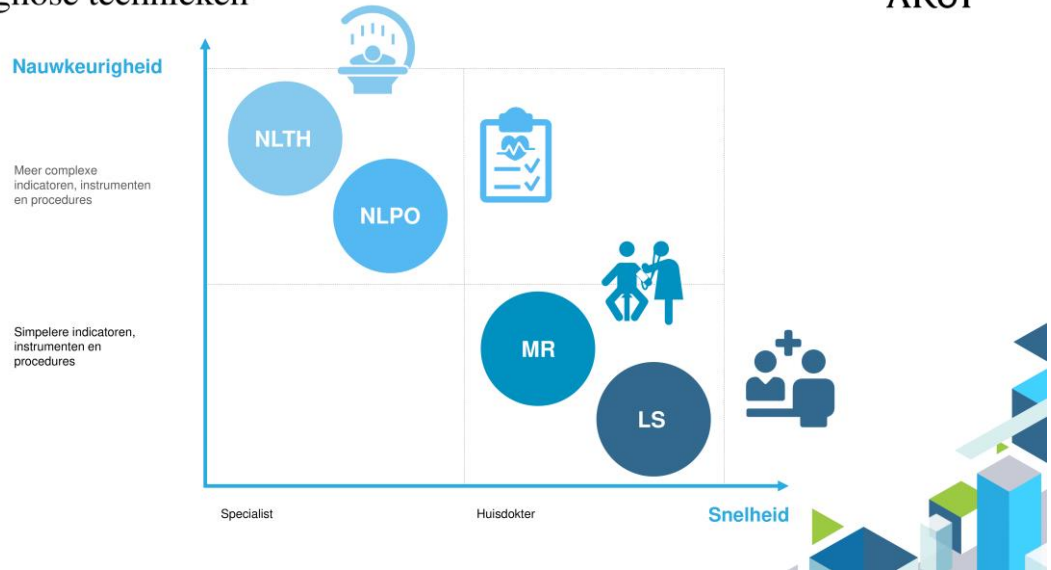 technieken
Nauwkeurigheid
NLTH
Meer complexe
indicatoren, instrumenten
en procedures
NLPO
Simpelere indicatoren,
instrumenten en
procedures
MR
LS
Specialist
Huisdokter
Snelheid